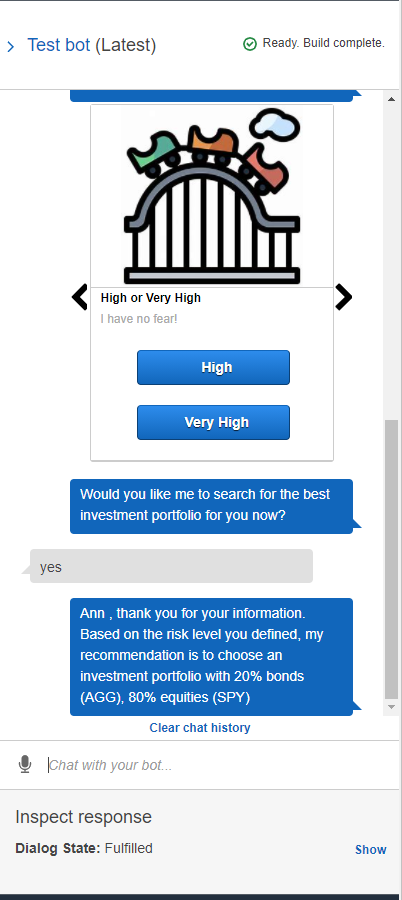 Test bot (Latest)
Ready. Build complete.
High or Very High
I have no fear!
High
Very High
Would you like me to search for the best
investment portfolio for you now?
yes
Ann , thank you for your information.
Based on the risk level you defined, my
recommendation is to choose an
investment portfolio with 20% bonds
(AGG), 80% equities (SPY)
Clear chat history
Chat with your bot...
Inspect response
Dialog State: Fulfilled
Show